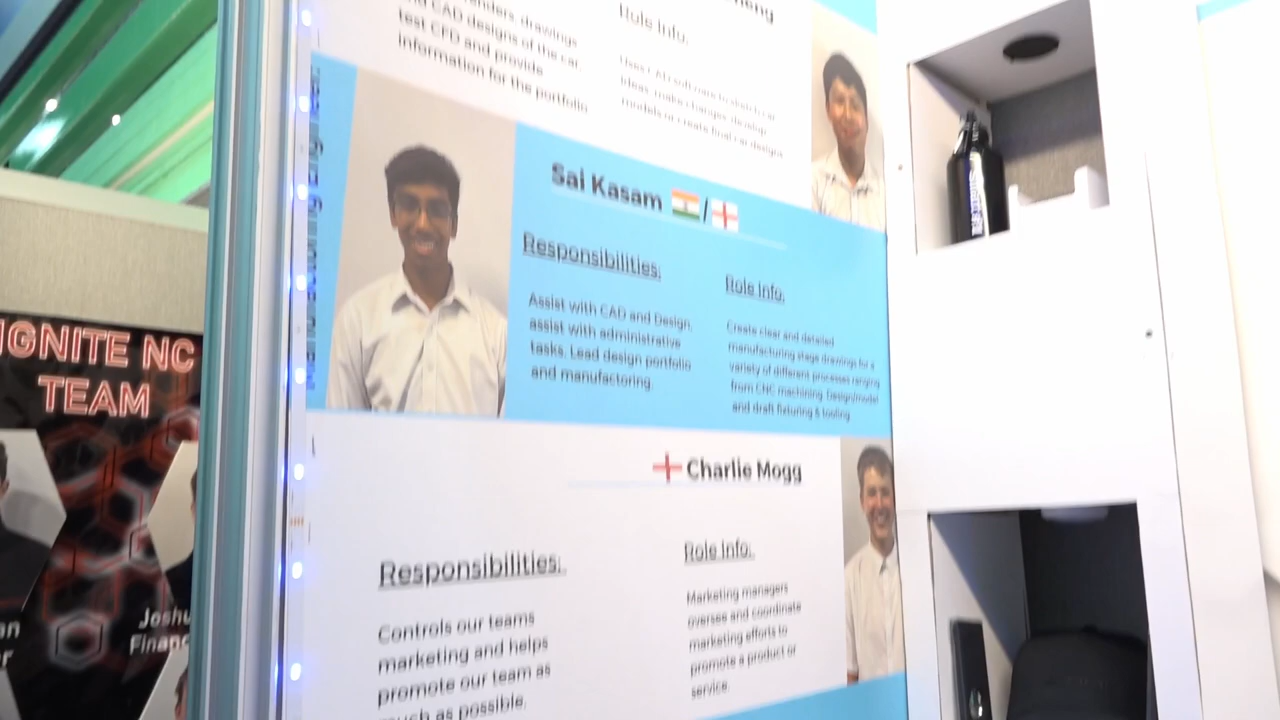 drawings
CAD designs of the car
test CFD and provide
information for the portfolio
Role Info:
Uses CAD software to sketch car
ideas, make changes, develop
models or create final car designs
Sai Kasam /
Responsibilities:
Assist with CAD and Design,
assist with administrative
tasks. Lead design portfolio
and manufacturing.
Role Info:
Create clear and detailed
manufacturing stage drawings for a
variety of different processes ranging
from CNC machining. Design/model
and draft fixturing & tooling
Charlie Mogg
Responsibilities:
Controls our teams
marketing and helps
promote our team as
much as possible.
Role Info:
Marketing managers
oversee and coordinate
marketing efforts to
promote a product or
service.
IGNITE NC
TEAM